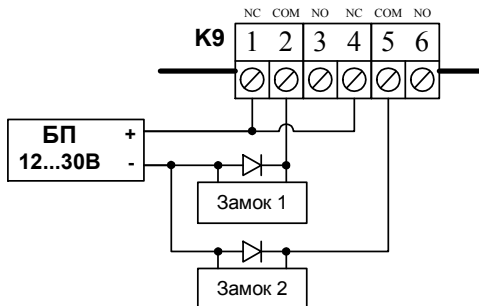 NC COM NO NC COM NO
K9 1 2 3 4 5 6
БП +
12...30В -
Замок 1
Замок 2